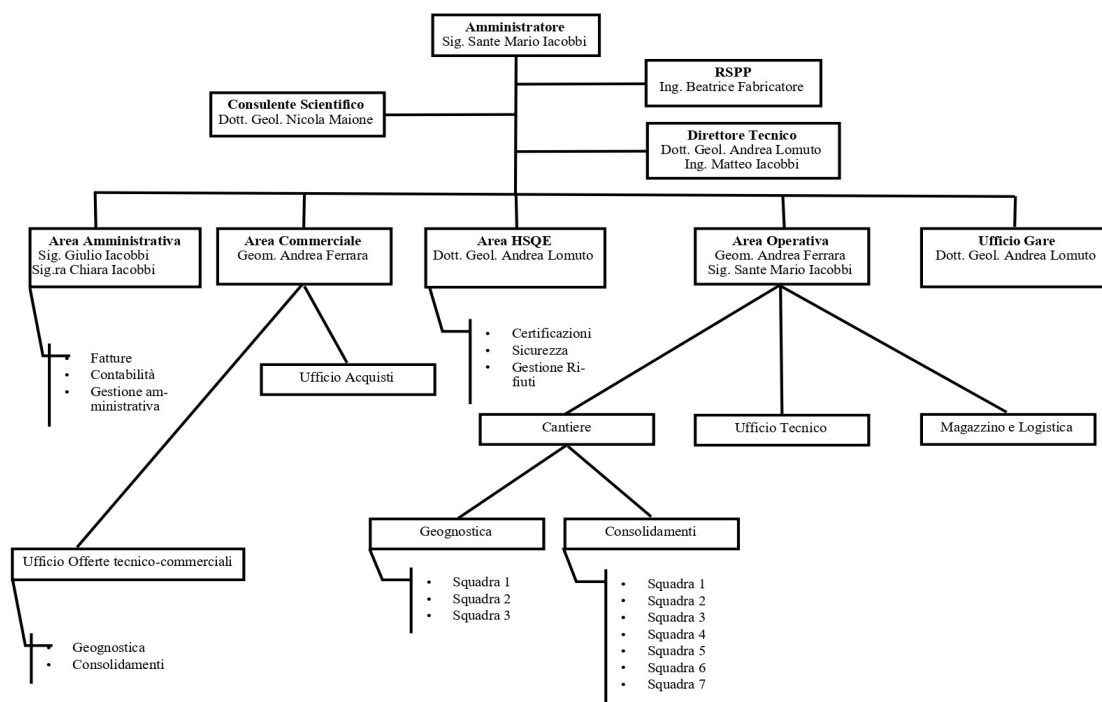 Amministratore
Sig. Sante Mario Iacobbi
RSPP
Ing. Beatrice Fabricatore
Consulente Scientifico
Dott. Geol. Nicola Maione
Direttore Tecnico
Dott. Geol. Andrea Lomuto
Ing. Matteo Iacobbi
Area Amministrativa
Sig. Giulio Iacobbi
Sig.ra Chiara Iacobbi
Area Commerciale
Geom. Andrea Ferrara
Area HSQE
Dott. Geol. Andrea Lomuto
Area Operativa
Geom. Andrea Ferrara
Sig. Sante Mario Iacobbi
Ufficio Gare
Dott. Geol. Andrea Lomuto
• Fatture
• Contabilità
• Gestione am-
ministrativa
Ufficio Acquisti
• Certificazioni
• Sicurezza
• Gestione Ri-
fiuti
Cantiere
Ufficio Tecnico
Magazzino e Logistica
Geognostica
Consolidamenti
Ufficio Offerte tecnico-commerciali
• Squadra 1
• Squadra 2
• Squadra 3
• Squadra 1
• Squadra 2
• Squadra 3
• Squadra 4
• Squadra 5
• Squadra 6
• Squadra 7
• Geognostica
• Consolidamenti